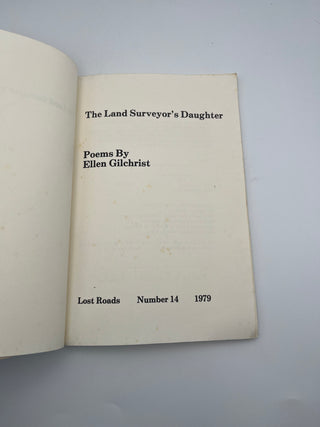 The Land Surveyor's Daughter
Poems By
Ellen Gilchrist
Lost Roads Number 14 1979